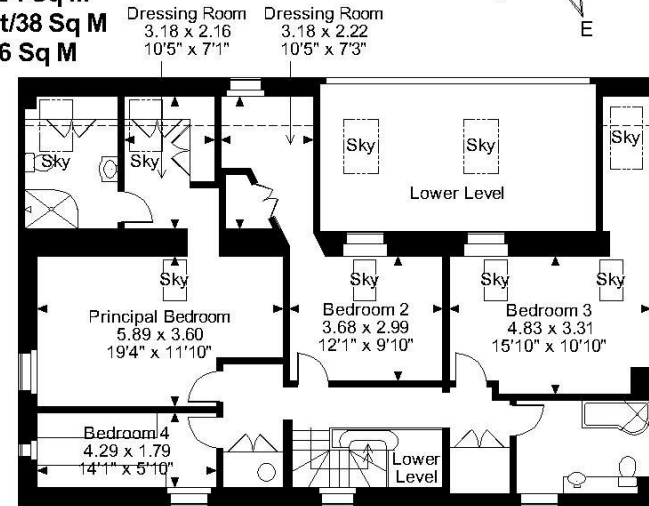 t/38 Sq M
6 Sq M
E
Dressing Room
3.18 x 2.16
10'5" x 7'1"
Dressing Room
3.18 x 2.22
10'5" x 7'3"
Sky
Sky
Sky
Sky
Sky
Lower Level
Sky
Sky
Sky
Sky
Principal Bedroom
5.89 x 3.60
19'4" x 11'10"
Bedroom 2
3.68 x 2.99
12'1" x 9'10"
Bedroom 3
4.83 x 3.31
15'10" x 10'10"
Bedroom 4
4.29 x 1.79
14'1" x 5'10"
Lower
Level